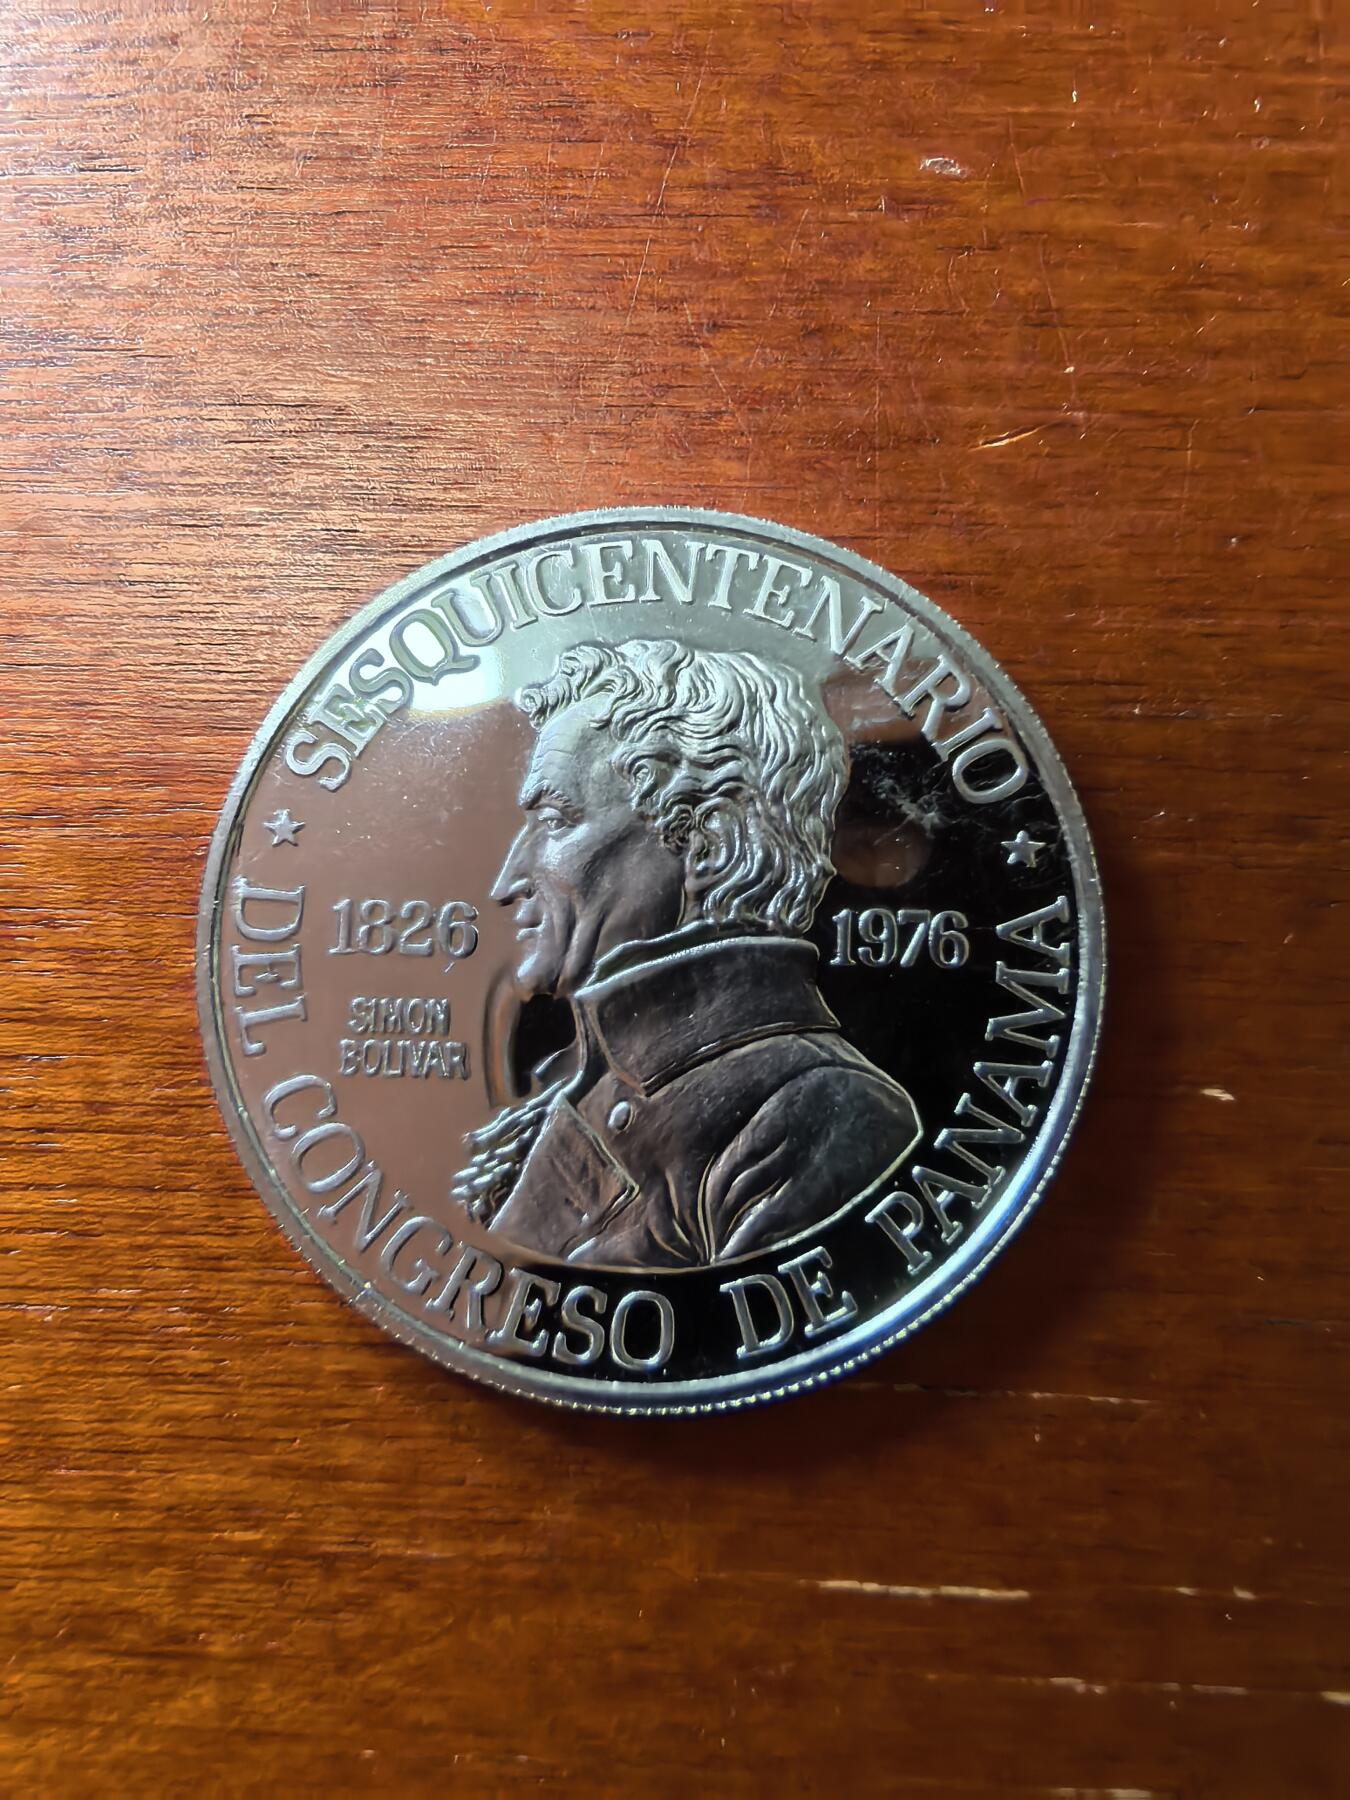 SESQUICENTENARIO
★ DEL CONGRESO DE PANAMA ★
1826 1976
SIMON
BOLIVAR